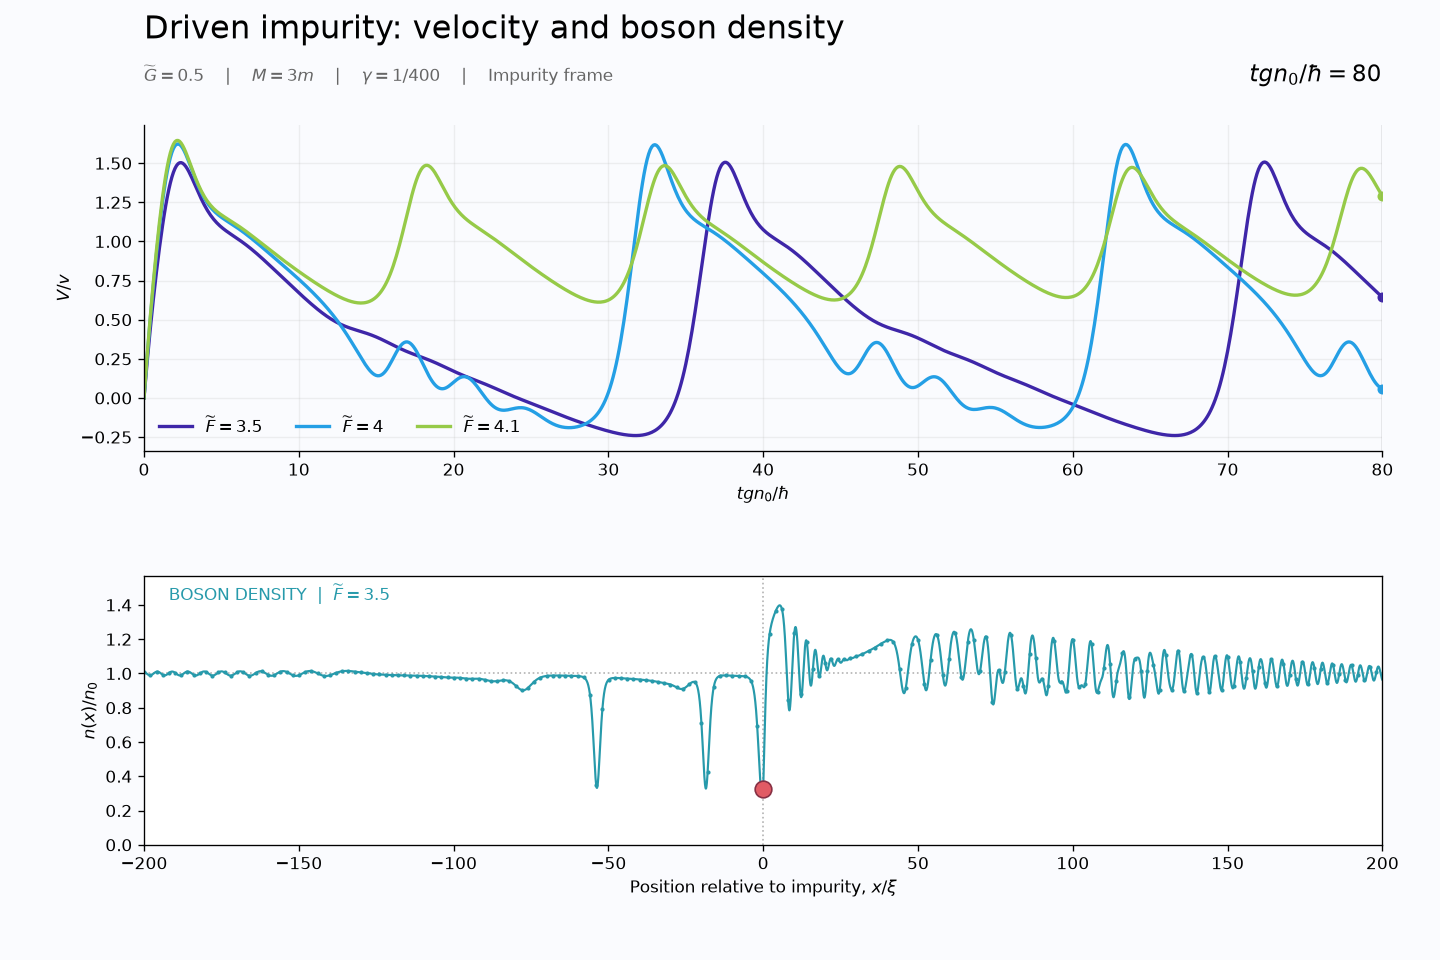 Driven impurity: velocity and boson density
G̃ = 0.5 | M = 3m | γ = 1/400 | Impurity frame
tgn₀/ħ = 80
V/v
1.50
1.25
1.00
0.75
0.50
0.25
0.00
−0.25
F̃ = 3.5 F̃ = 4 F̃ = 4.1
0 10 20 30 40 50 60 70 80
tgn₀/ħ
BOSON DENSITY | F̃ = 3.5
n(x)/n₀
1.4
1.2
1.0
0.8
0.6
0.4
0.2
0.0
−200 −150 −100 −50 0 50 100 150 200
Position relative to impurity, x/ξ